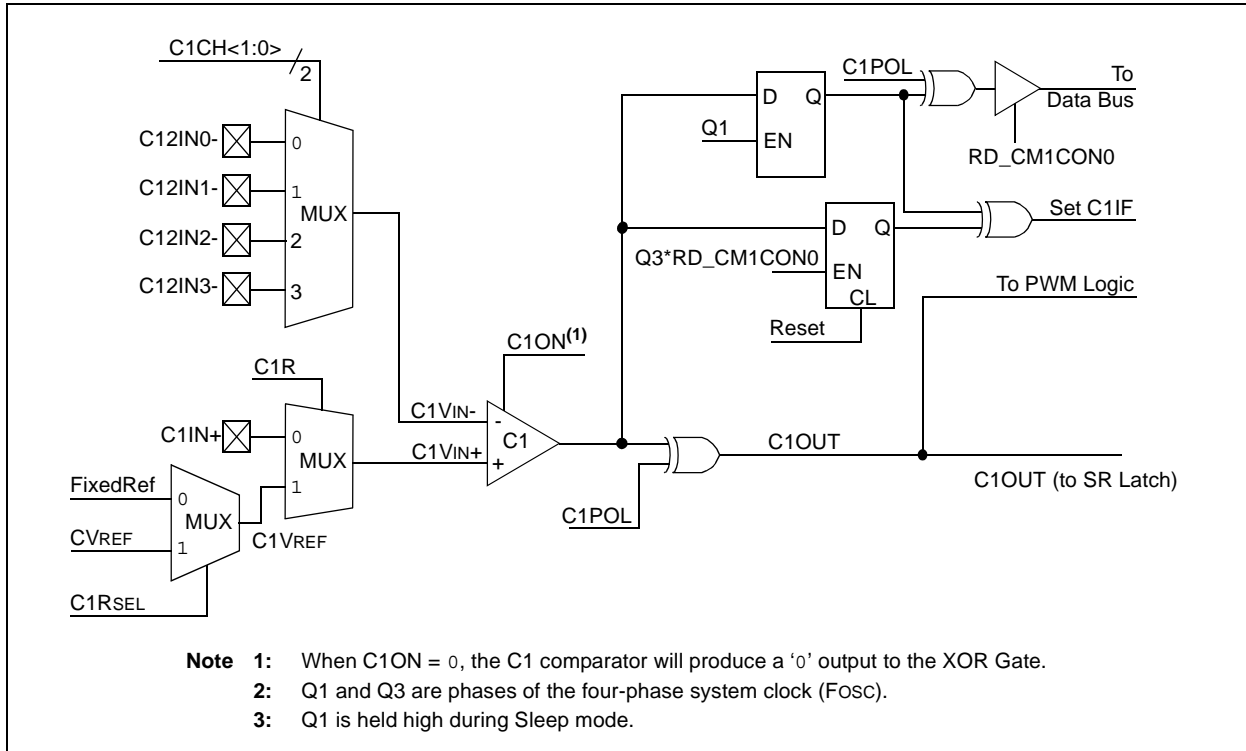 C1CH<1:0>
2
C12IN0-
0
C12IN1-
1
MUX
C12IN2-
2
C12IN3-
3
C1R
C1IN+
0
MUX
1
FixedRef
0
MUX
CVREF
1
C1VREF
C1RSEL
C1ON(1)
C1VIN-
-
C1
C1VIN+
+
C1POL
D
Q
Q1
EN
C1POL
To
Data Bus
RD_CM1CON0
D
Q
Q3*RD_CM1CON0
EN
CL
Reset
Set C1IF
To PWM Logic
C1OUT
C1OUT (to SR Latch)
Note 1: When C1ON = 0, the C1 comparator will produce a ‘0’ output to the XOR Gate.
2: Q1 and Q3 are phases of the four-phase system clock (FOSC).
3: Q1 is held high during Sleep mode.